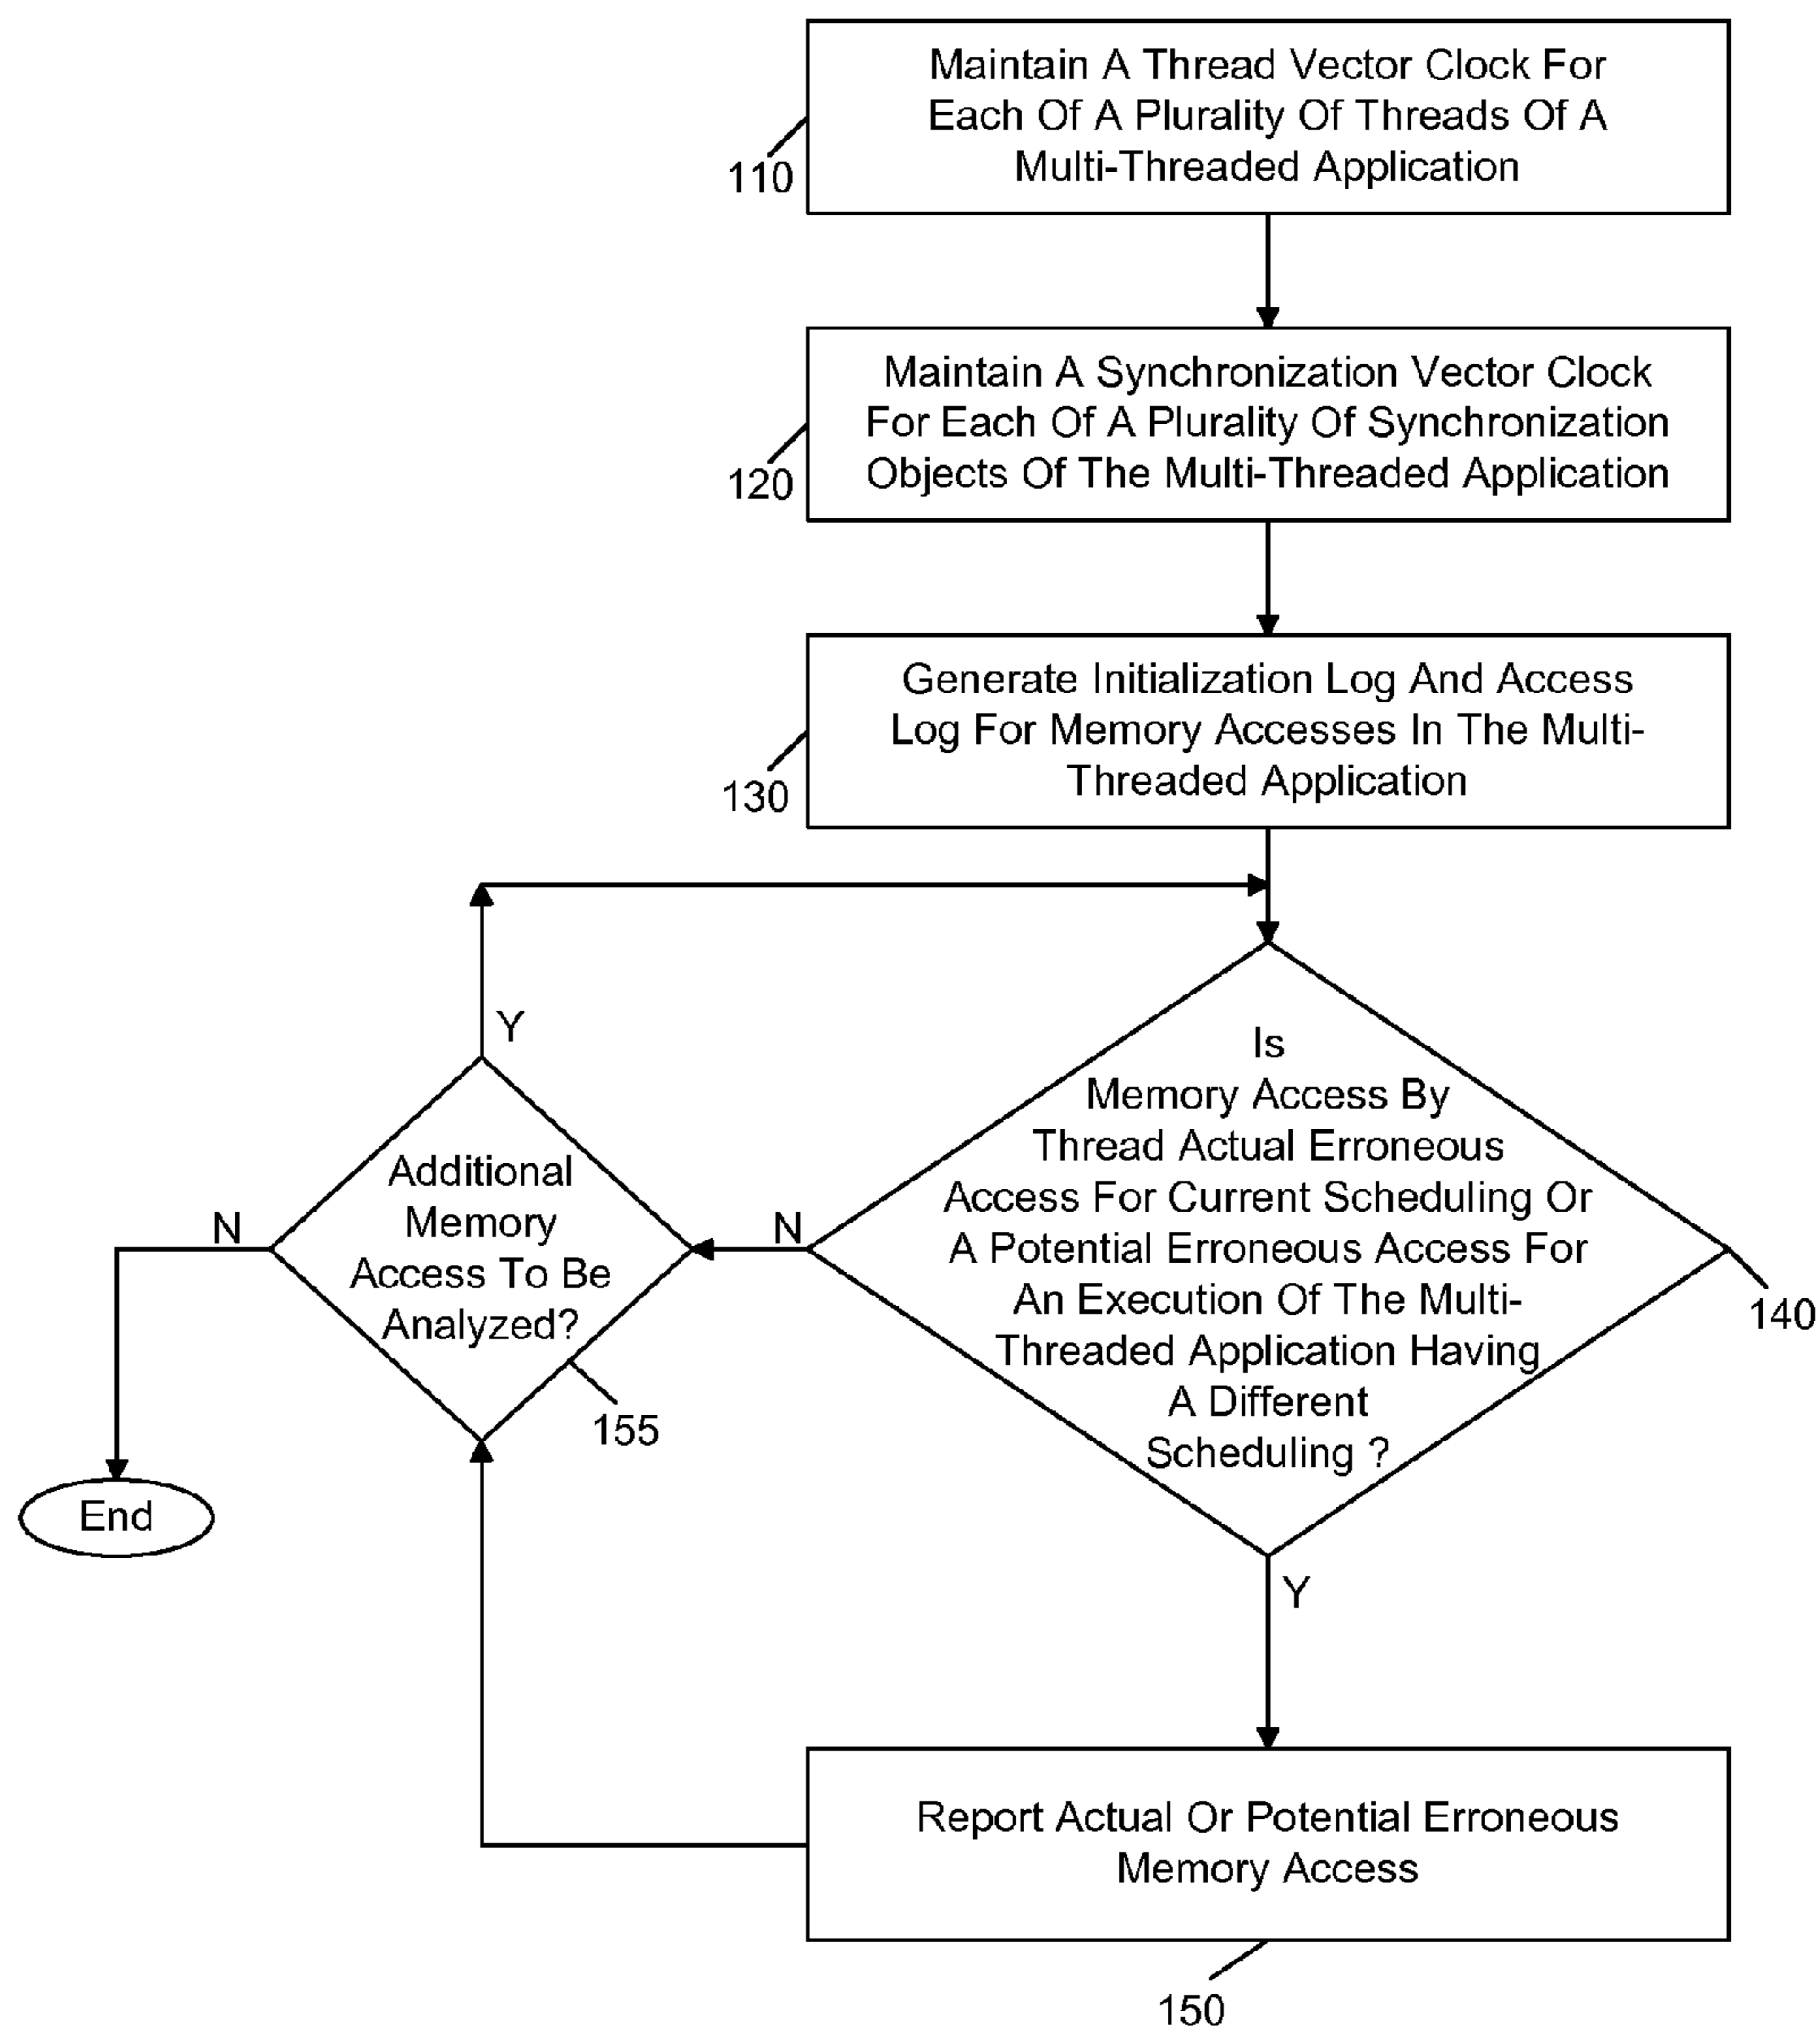 Maintain A Thread Vector Clock For
Each Of A Plurality Of Threads Of A
Multi-Threaded Application
110
Maintain A Synchronization Vector Clock
For Each Of A Plurality Of Synchronization
Objects Of The Multi-Threaded Application
120
Generate Initialization Log And Access
Log For Memory Accesses In The Multi-
Threaded Application
130
Is
Memory Access By
Thread Actual Erroneous
Access For Current Scheduling Or
A Potential Erroneous Access For
An Execution Of The Multi-
Threaded Application Having
A Different
Scheduling ?
140
N
Y
Additional
Memory
Access To Be
Analyzed?
155
Y
N
End
Report Actual Or Potential Erroneous
Memory Access
150